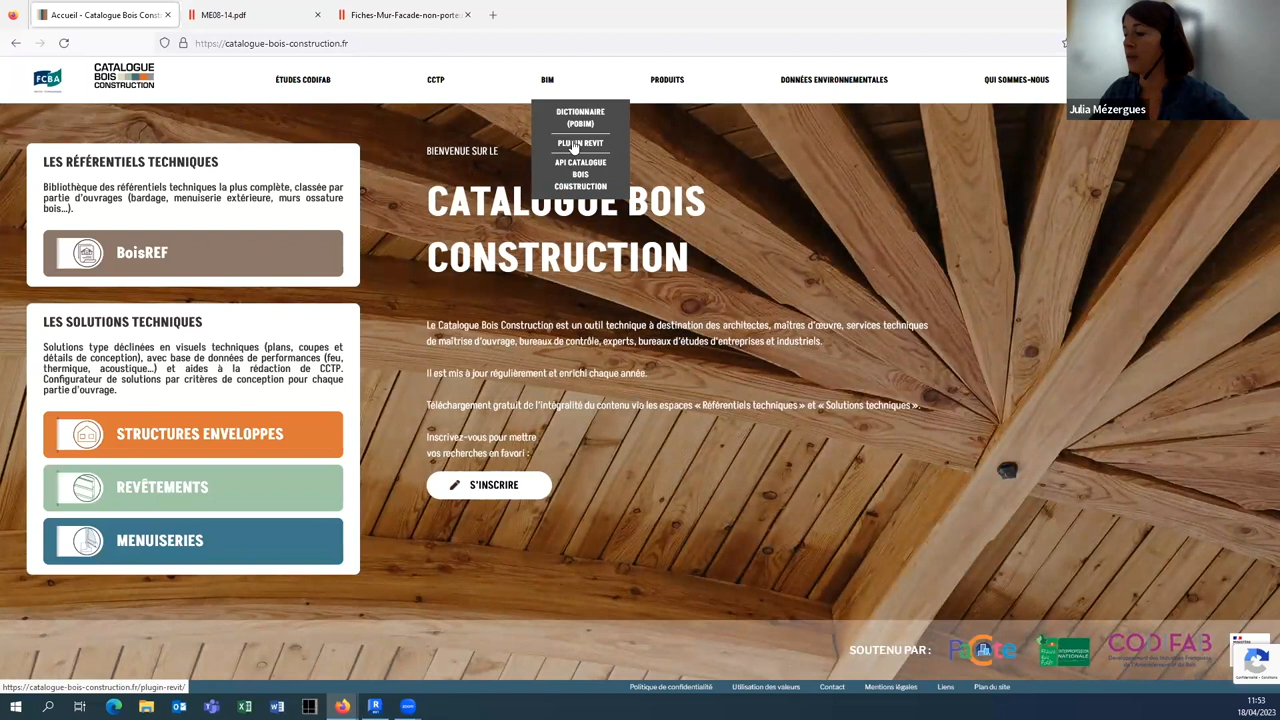 Accueil - Catalogue Bois Const
ME08-14.pdf
Fiches-Mur-Facade-non-porte
https://catalogue-bois-construction.fr
FCBA
CATALOGUE
BOIS
CONSTRUCTION
ÉTUDES CODIFAB
CCTP
BIM
PRODUITS
DONNÉES ENVIRONNEMENTALES
QUI SOMMES-NOUS
Julia Mézergues
DICTIONNAIRE
(POBIM)
PLUGIN REVIT
API CATALOGUE
BOIS
CONSTRUCTION
LES RÉFÉRENTIELS TECHNIQUES
Bibliothèque des référentiels techniques la plus complète, classée par
partie d'ouvrages (bardage, menuiserie extérieure, murs ossature
bois...).
BoisREF
LES SOLUTIONS TECHNIQUES
Solutions type déclinées en visuels techniques (plans, coupes et
détails de conception), avec base de données de performances (feu,
thermique, acoustique...) et aides à la rédaction de CCTP.
Configurateur de solutions par critères de conception pour chaque
partie d'ouvrage.
STRUCTURES ENVELOPPES
REVÊTEMENTS
MENUISERIES
BIENVENUE SUR LE
CATALOGUE BOIS
CONSTRUCTION
Le Catalogue Bois Construction est un outil technique à destination des architectes, maîtres d'œuvre, services techniques
de maîtrise d'ouvrage, bureaux de contrôle, experts, bureaux d'études d'entreprises et industriels.
Il est mis à jour régulièrement et enrichi chaque année.
Téléchargement gratuit de l'intégralité du contenu via les espaces « Référentiels techniques » et « Solutions techniques ».
Inscrivez-vous pour mettre
vos recherches en favori :
S'INSCRIRE
SOUTENU PAR :
PaCte
INTERPROFESSION
NATIONALE
CODIFAB
https://catalogue-bois-construction.fr/plugin-revit/
Politique de confidentialité
Utilisation des valeurs
Contact
Mentions légales
Liens
Plan du site
11:53
18/04/2023